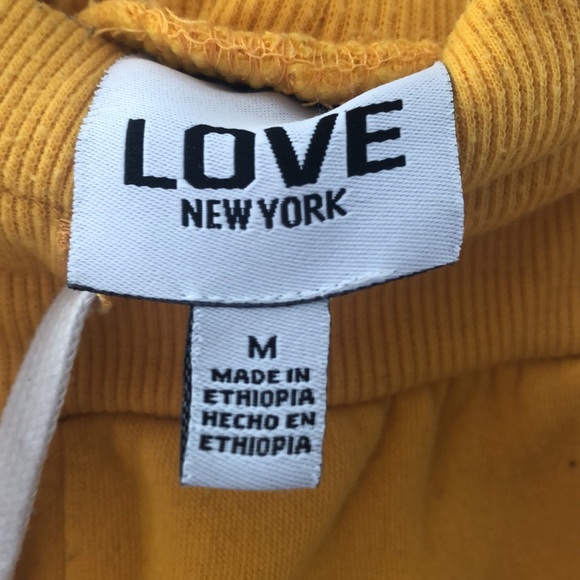 LOVE
NEW YORK
M
MADE IN
ETHIOPIA
HECHO EN
ETHIOPIA